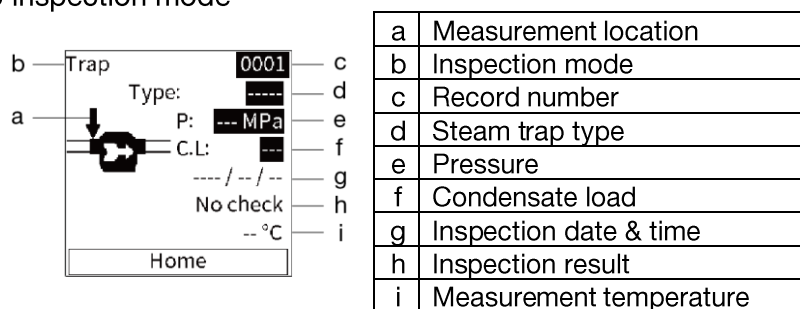 inspection mode
b Trap 0001 c
Type: ----- d
a P: --- MPa e
C.L: --- f
---- / -- / -- g
No check h
-- °C i
Home
a Measurement location
b Inspection mode
c Record number
d Steam trap type
e Pressure
f Condensate load
g Inspection date & time
h Inspection result
i Measurement temperature